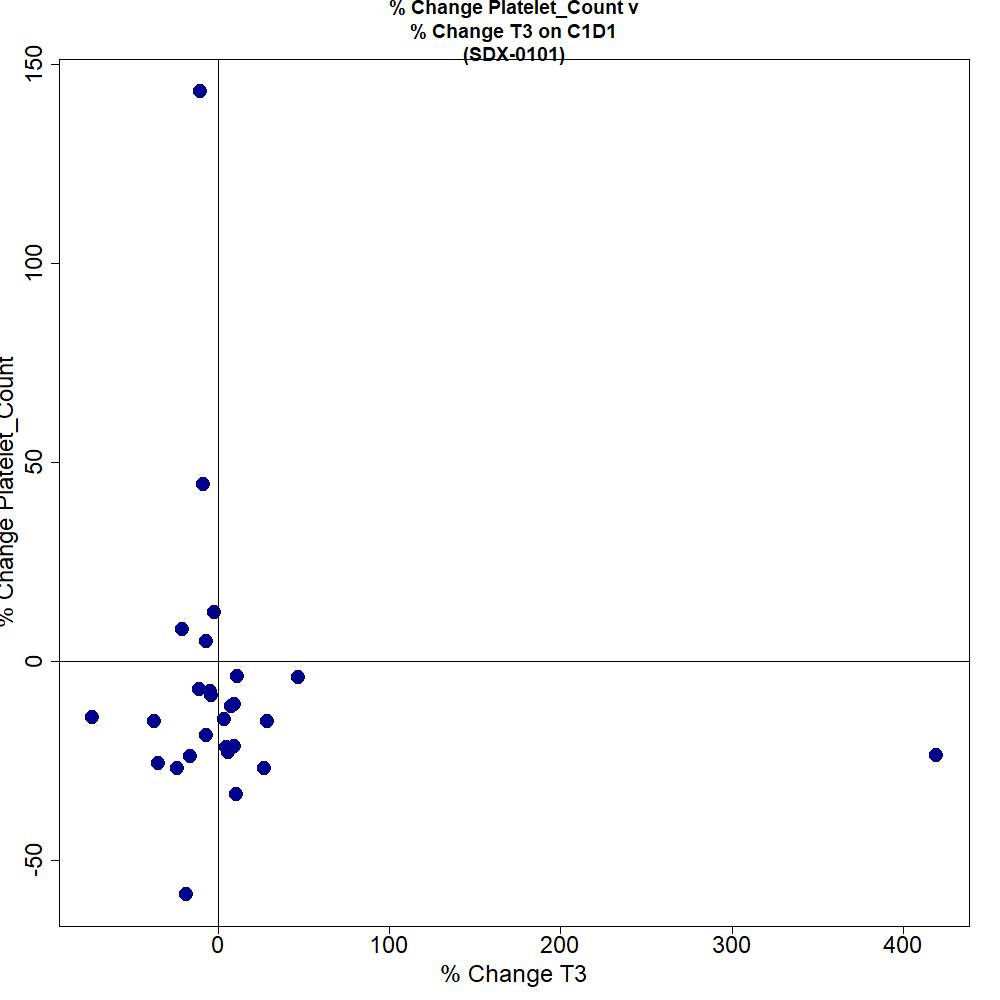 % Change Platelet_Count v
% Change T3 on C1D1
(SDX-0101)
150
100
50
0
-50
% Change Platelet_Count
0
100
200
300
400
% Change T3